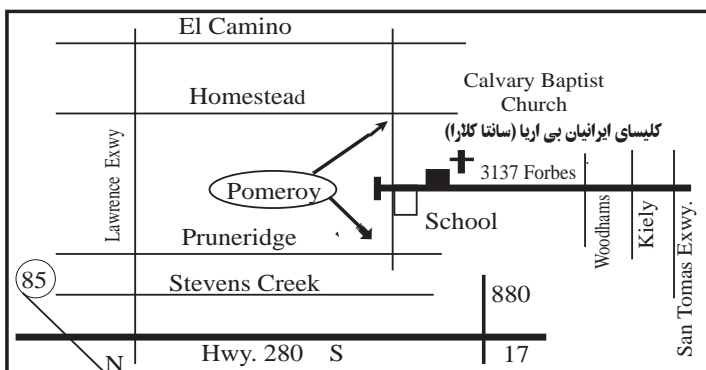 El Camino
Calvary Baptist
Church
Homestead
کلیسای ایرانیان بی اریا (سانتا کلارا)
Lawrence Exwy
3137 Forbes
Pomeroy
School
Woodhams
Kiely
San Tomas Exwy.
Pruneridge
85
Stevens Creek
880
N
Hwy. 280 S
17